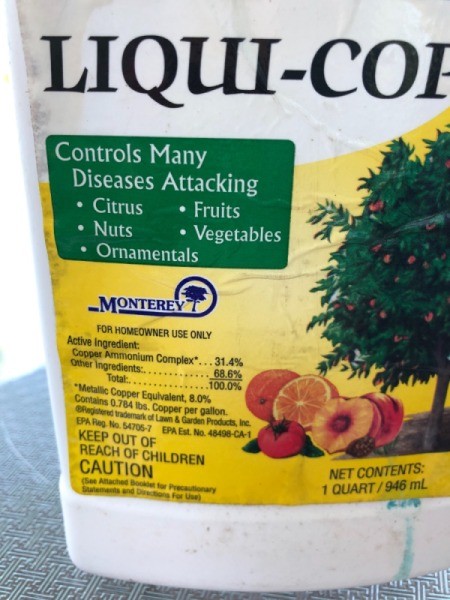 LIQUI-COP
Controls Many
Diseases Attacking
• Citrus • Fruits
• Nuts • Vegetables
• Ornamentals
MONTEREY
FOR HOMEOWNER USE ONLY
Active Ingredient:
Copper Ammonium Complex*... 31.4%
Other Ingredients:.............. 68.6%
Total:.................. 100.0%
*Metallic Copper Equivalent, 8.0%
Contains 0.784 lbs. Copper per gallon.
®Registered trademark of Lawn & Garden Products, Inc.
EPA Reg. No. 54705-7 EPA Est. No. 48498-CA-1
KEEP OUT OF
REACH OF CHILDREN
CAUTION
(See Attached Booklet for Precautionary
Statements and Directions For Use)
NET CONTENTS:
1 QUART / 946 mL